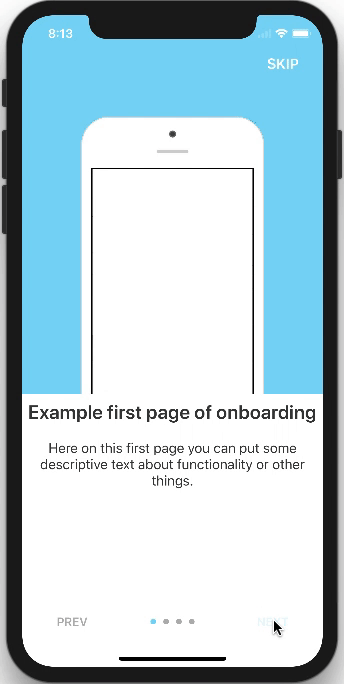 8:13
SKIP
Example first page of onboarding
Here on this first page you can put some
descriptive text about functionality or other
things.
PREV